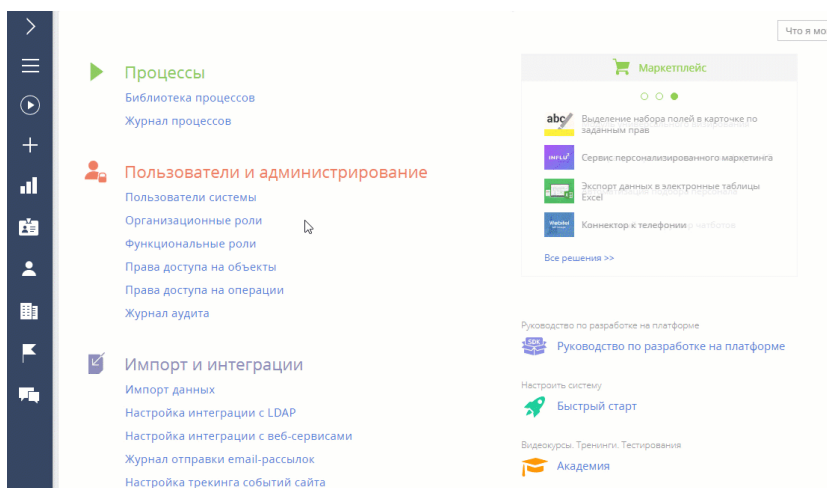 Что я мо
Процессы
Библиотека процессов
Журнал процессов
Пользователи и администрирование
Пользователи системы
Организационные роли
Функциональные роли
Права доступа на объекты
Права доступа на операции
Журнал аудита
Импорт и интеграции
Импорт данных
Настройка интеграции с LDAP
Настройка интеграции с веб-сервисами
Журнал отправки email-рассылок
Настройка трекинга событий сайта
Маркетплейс
abc
Выделение набора полей в карточке по
заданным прав
INFLU
Сервис персонализированного маркетинга
Экспорт данных в электронные таблицы
Excel
Webitel
Коннектор к телефонии
Все решения >>
Руководство по разработке на платформе
SDK
Руководство по разработке на платформе
Настроить систему
Быстрый старт
Видеокурсы. Тренинги. Тестирования
Академия